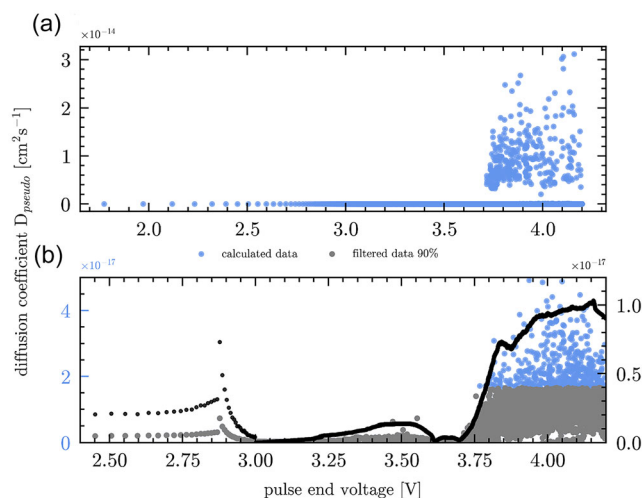 (a)
×10⁻¹⁴
3
2
1
0
2.0 2.5 3.0 3.5 4.0
diffusion coefficient D_pseudo [cm²s⁻¹]
(b)
×10⁻¹⁷
calculated data
filtered data 90%
×10⁻¹⁷
4
2
0
1.0
0.5
0.0
2.50 2.75 3.00 3.25 3.50 3.75 4.00
pulse end voltage [V]